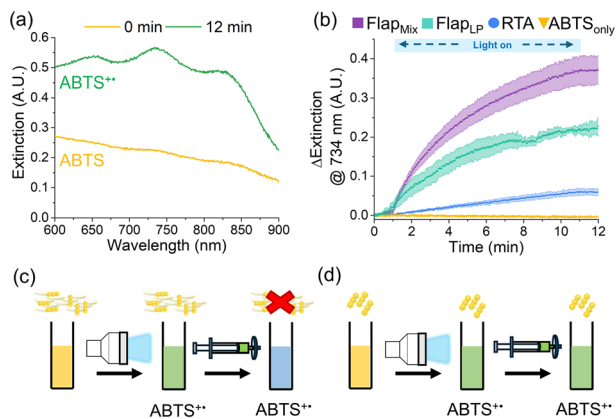 (a)
0 min
12 min
Extinction (A.U.)
0.6
0.5
0.4
0.3
0.2
0.1
0.0
ABTS⁺•
ABTS
600
650
700
750
800
850
900
Wavelength (nm)
(b)
Flap_Mix
Flap_LP
RTA
ABTS_only
Light on
ΔExtinction
@ 734 nm (A.U.)
0.4
0.3
0.2
0.1
0.0
0
2
4
6
8
10
12
Time (min)
(c)
ABTS⁺•
ABTS⁺•
(d)
ABTS⁺•
ABTS⁺•